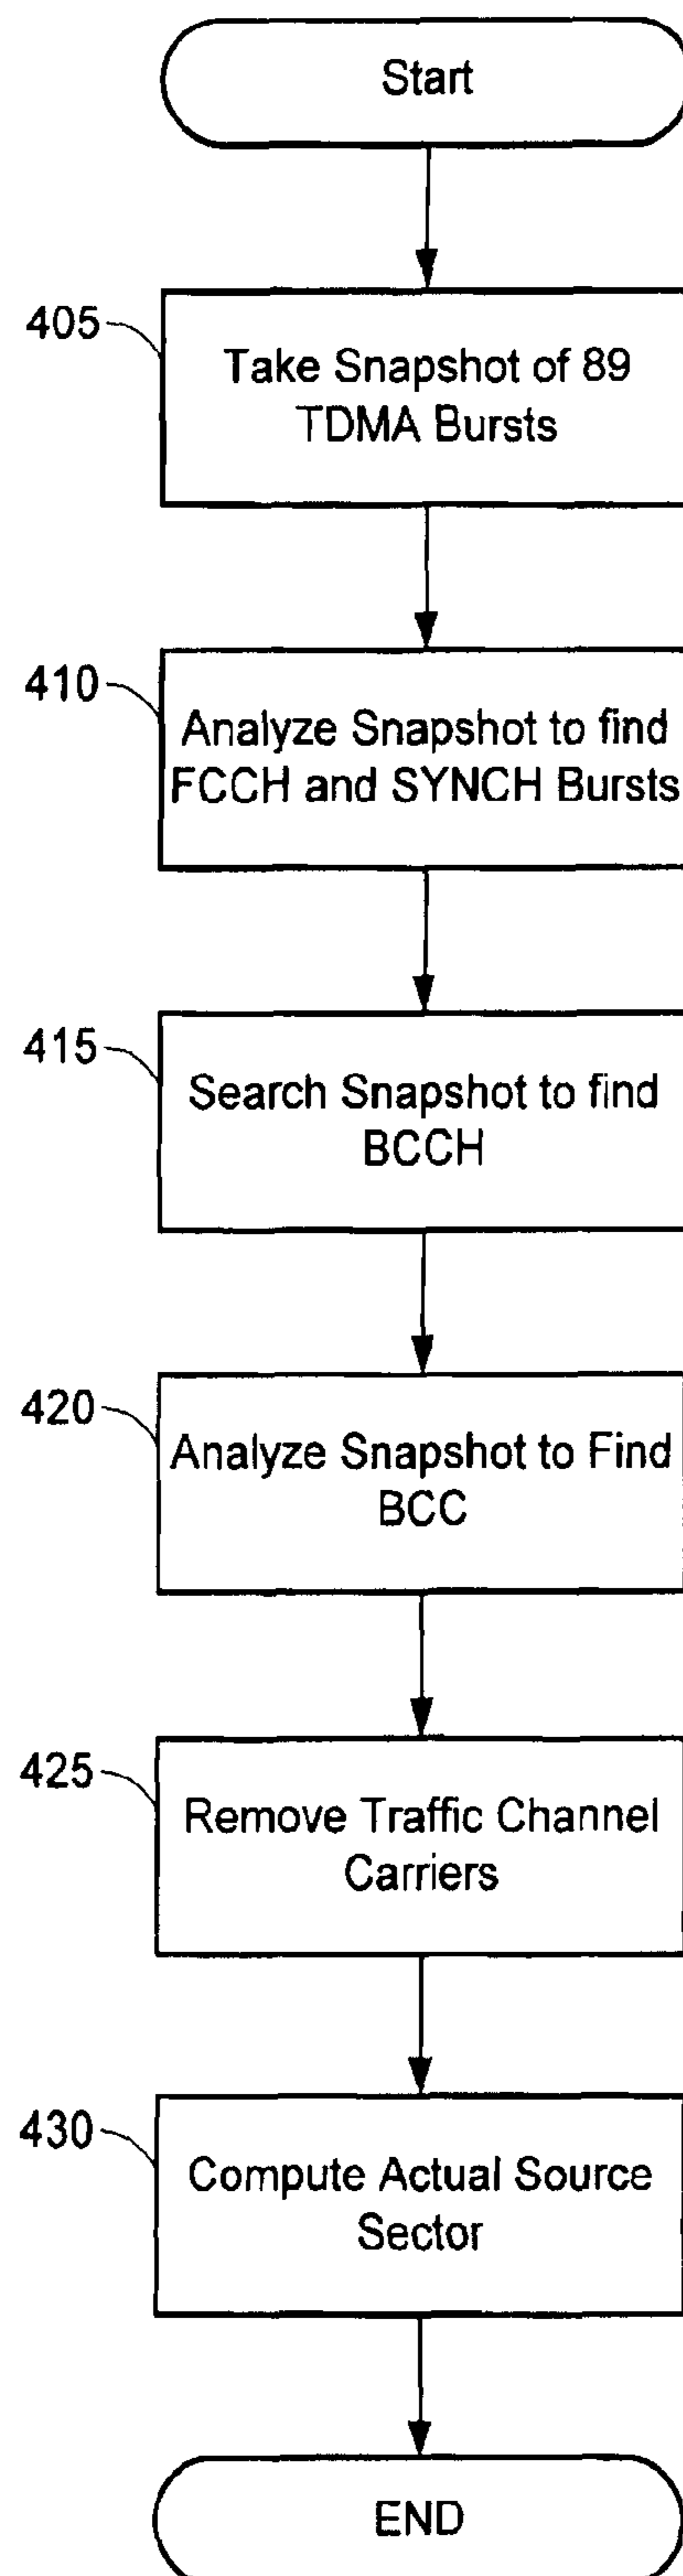 Start
405
Take Snapshot of 89
TDMA Bursts
410
Analyze Snapshot to find
FCCH and SYNCH Bursts
415
Search Snapshot to find
BCCH
420
Analyze Snapshot to Find
BCC
425
Remove Traffic Channel
Carriers
430
Compute Actual Source
Sector
END